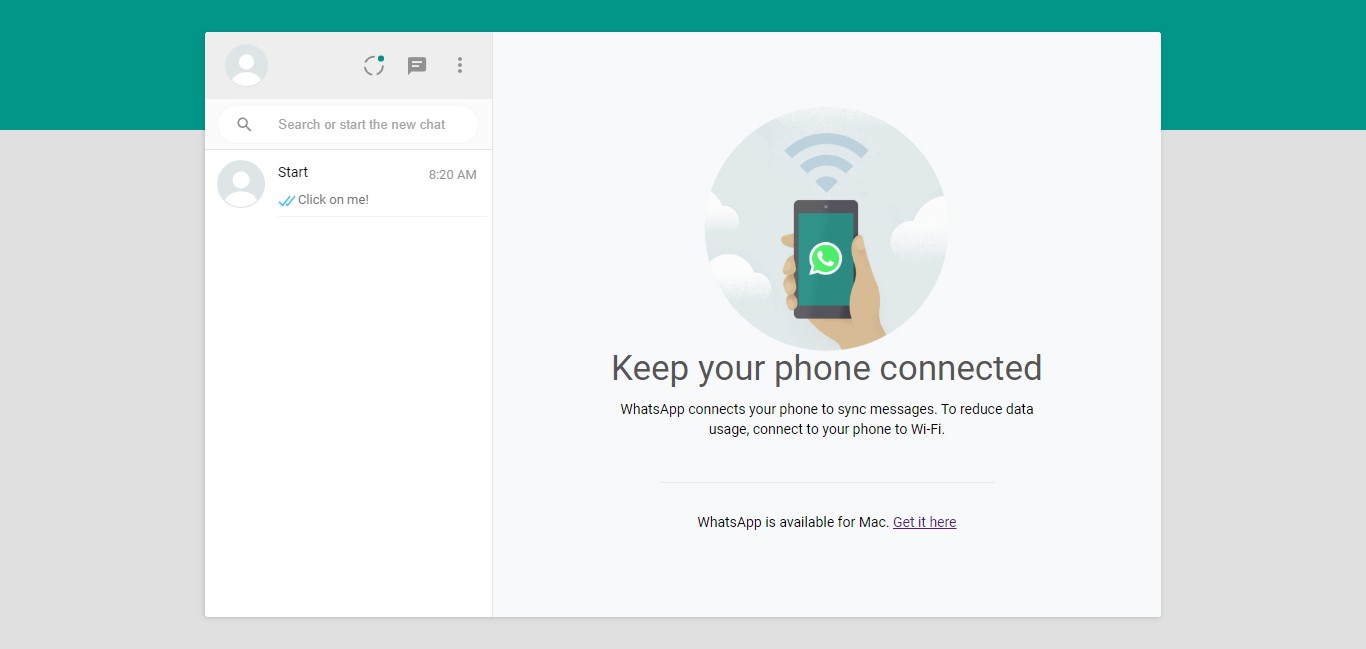 Search or start the new chat
Start
8:20 AM
Click on me!
Keep your phone connected
WhatsApp connects your phone to sync messages. To reduce data
usage, connect to your phone to Wi-Fi.
WhatsApp is available for Mac. Get it here